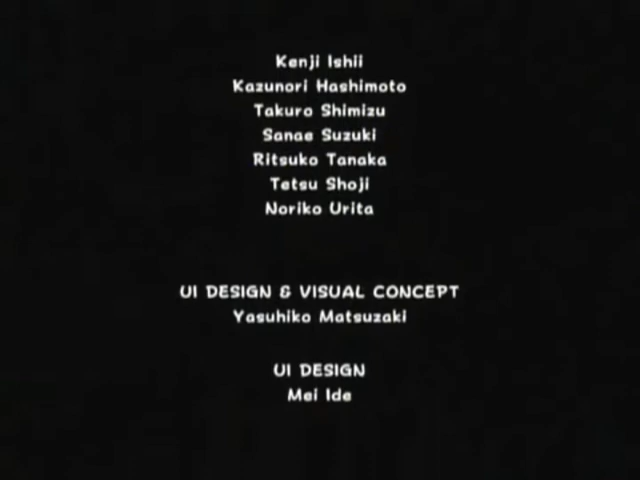 Kenji Ishii
Kazunori Hashimoto
Takuro Shimizu
Sanae Suzuki
Ritsuko Tanaka
Tetsu Shoji
Noriko Urita
UI DESIGN & VISUAL CONCEPT
Yasuhiko Matsuzaki
UI DESIGN
Mei Ide